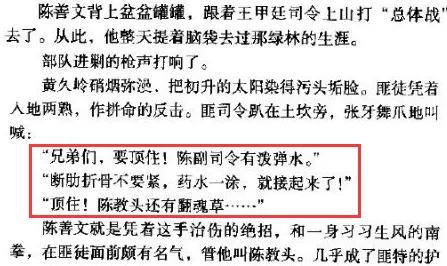 陈善文背上盆盆罐罐，跟着王甲廷司令上山打“总体战”
去了。从此，他整天提着脑袋去过那绿林的生涯。
部队进剿的枪声打响了。
黄久岭硝烟弥漫、把初升的太阳染得污头垢脸。匪徒凭着
人地两熟，作拼命的反击。匪司令趴在土坎旁，张牙舞爪地叫
喊：
“兄弟们，要顶住！陈副司令有泼弹水。”
“断肋折骨不要紧，药水一涂，就接起来了！”
“顶住！陈教头还有翻魂草……”
陈善文就是凭着这手治伤的绝招，和一身习习生风的南
拳，在匪徒面前颇有名气，管他叫陈教头。几乎成了匪特的护